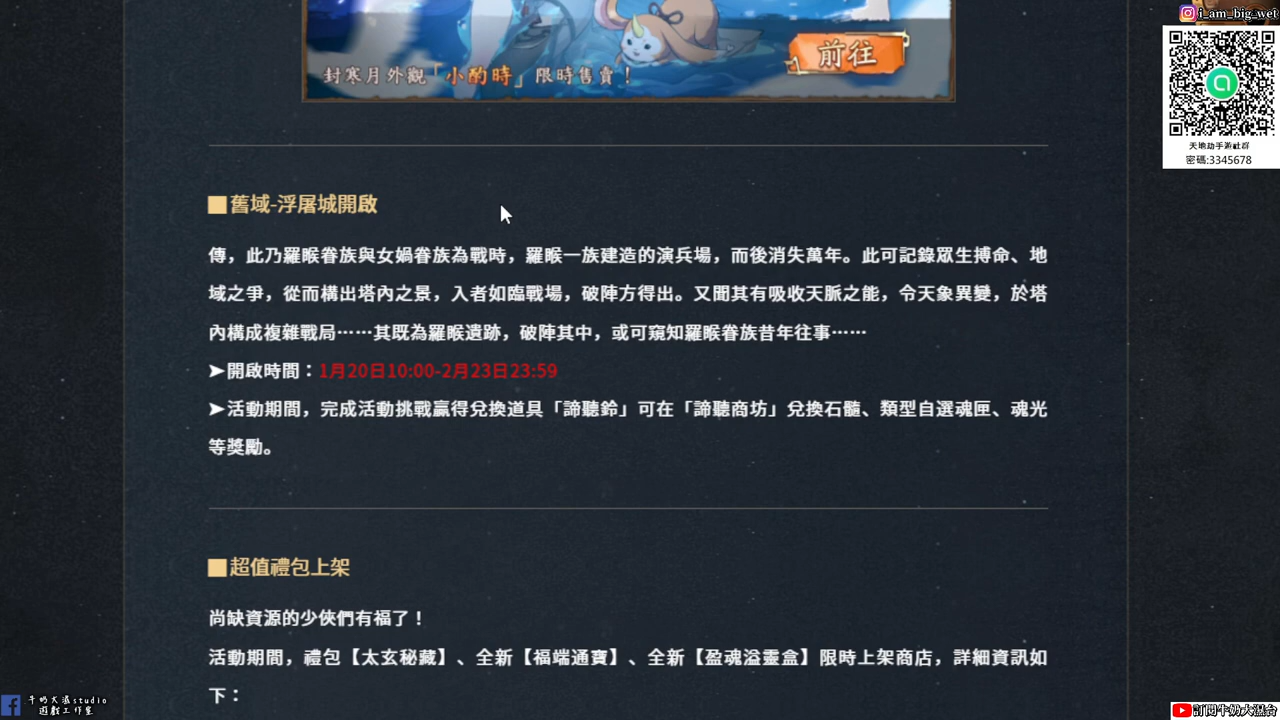 i_am_big_wet
前往
封寒月外觀「小酌時」限時售賣！
天地劫手遊社群
密碼:3345678
■舊域-浮屠城開啟
傳，此乃羅睺眷族與女媧眷族為戰時，羅睺一族建造的演兵場，而後消失萬年。此可記錄眾生搏命、地
域之爭，從而構出塔內之景，入者如臨戰場，破陣方得出。又聞其有吸收天脈之能，令天象異變，於塔
內構成複雜戰局……其既為羅睺遺跡，破陣其中，或可窺知羅睺眷族昔年往事……
➤開啟時間：1月20日10:00-2月23日23:59
➤活動期間，完成活動挑戰贏得兌換道具「諦聽鈴」可在「諦聽商坊」兌換石髓、類型自選魂匣、魂光
等獎勵。
■超值禮包上架
尚缺資源的少俠們有福了！
活動期間，禮包【太玄秘藏】、全新【福端通寶】、全新【盈魂溢靈盒】限時上架商店，詳細資訊如
下：
牛奶大濕studio
遊戲工作室
訂閱牛奶大濕台